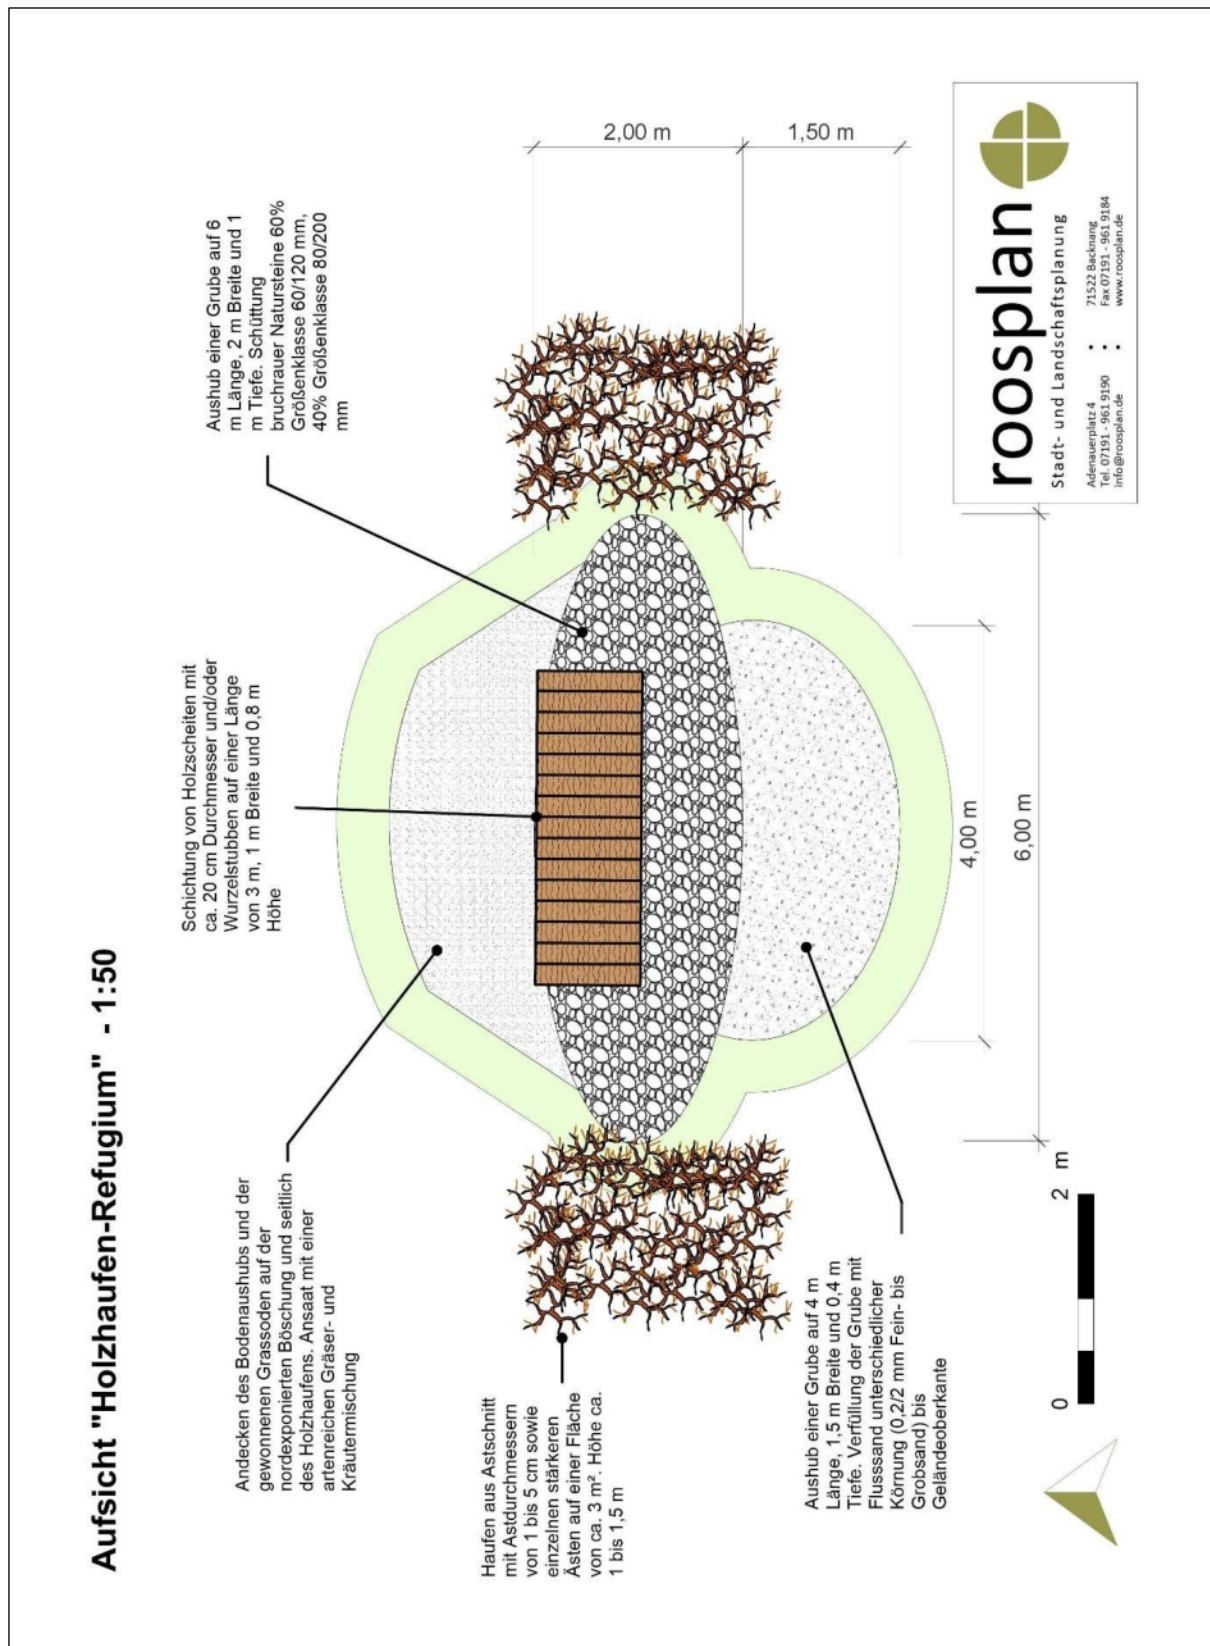 Aufsicht "Holzhaufen-Refugium" - 1:50
Andecken des Bodenaushubs und der
gewonnenen Grassoden auf der
nordexponierten Böschung und seitlich
des Holzhaufens. Ansaat mit einer
artenreichen Gräser- und
Kräutermischung
Schichtung von Holzscheiten mit
ca. 20 cm Durchmesser und/oder
Wurzelstubben auf einer Länge
von 3 m, 1 m Breite und 0,8 m
Höhe
Aushub einer Grube auf 6
m Länge, 2 m Breite und 1
m Tiefe. Schüttung
bruchrauer Natursteine 60%
Größenklasse 60/120 mm,
40% Größenklasse 80/200
mm
Haufen aus Astschnitt
mit Astdurchmessern
von 1 bis 5 cm sowie
einzelnen stärkeren
Ästen auf einer Fläche
von ca. 3 m². Höhe ca.
1 bis 1,5 m
2,00 m
1,50 m
Aushub einer Grube auf 4 m
Länge, 1,5 m Breite und 0,4 m
Tiefe. Verfüllung der Grube mit
Flusssand unterschiedlicher
Körnung (0,2/2 mm Fein- bis
Grobsand) bis
Geländeoberkante
4,00 m
6,00 m
0 2 m
roosplan
Stadt- und Landschaftsplanung
Adenauerplatz 4 : 71522 Backnang
Tel. 07191 - 961 9190 : Fax 07191 - 961 9184
info@roosplan.de : www.roosplan.de